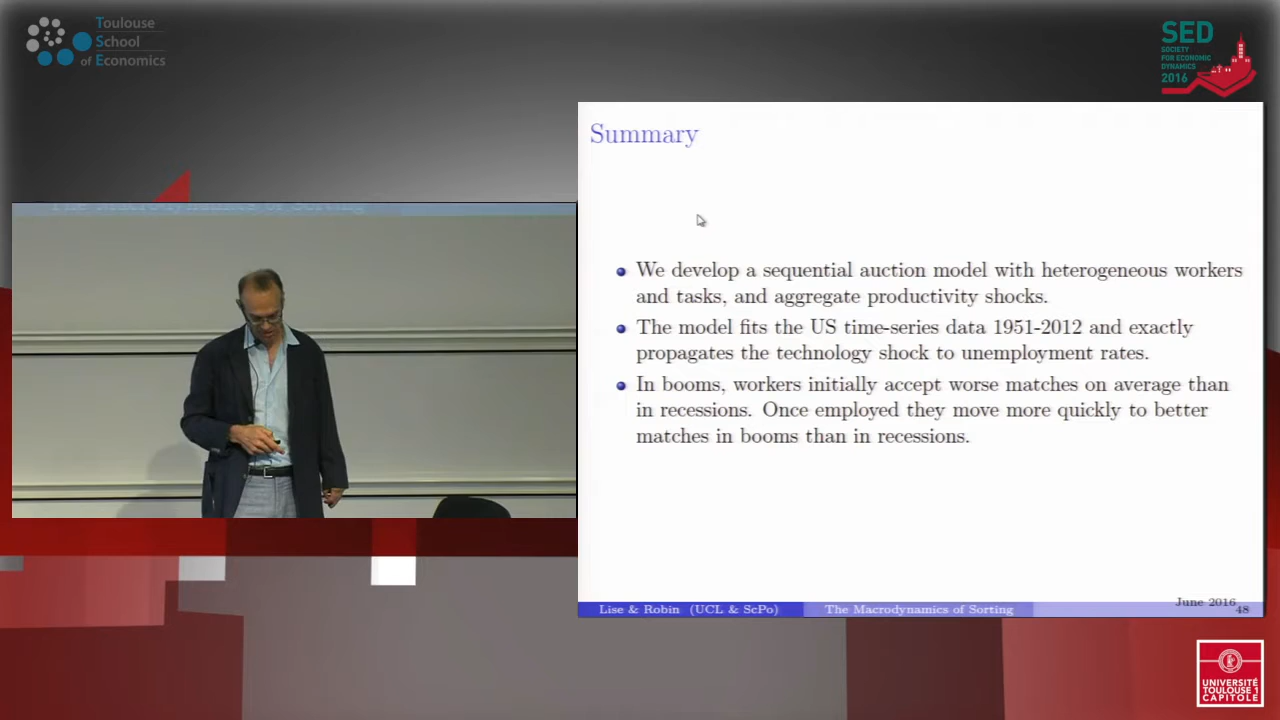 Toulouse
School
of Economics
SED
SOCIETY
FOR ECONOMIC
DYNAMICS
2016
Summary
We develop a sequential auction model with heterogeneous workers
and tasks, and aggregate productivity shocks.
The model fits the US time-series data 1951-2012 and exactly
propagates the technology shock to unemployment rates.
In booms, workers initially accept worse matches on average than
in recessions. Once employed they move more quickly to better
matches in booms than in recessions.
Lise & Robin (UCL & ScPo) The Macrodynamics of Sorting June 2016 48
UNIVERSITÉ
TOULOUSE 1
CAPITOLE